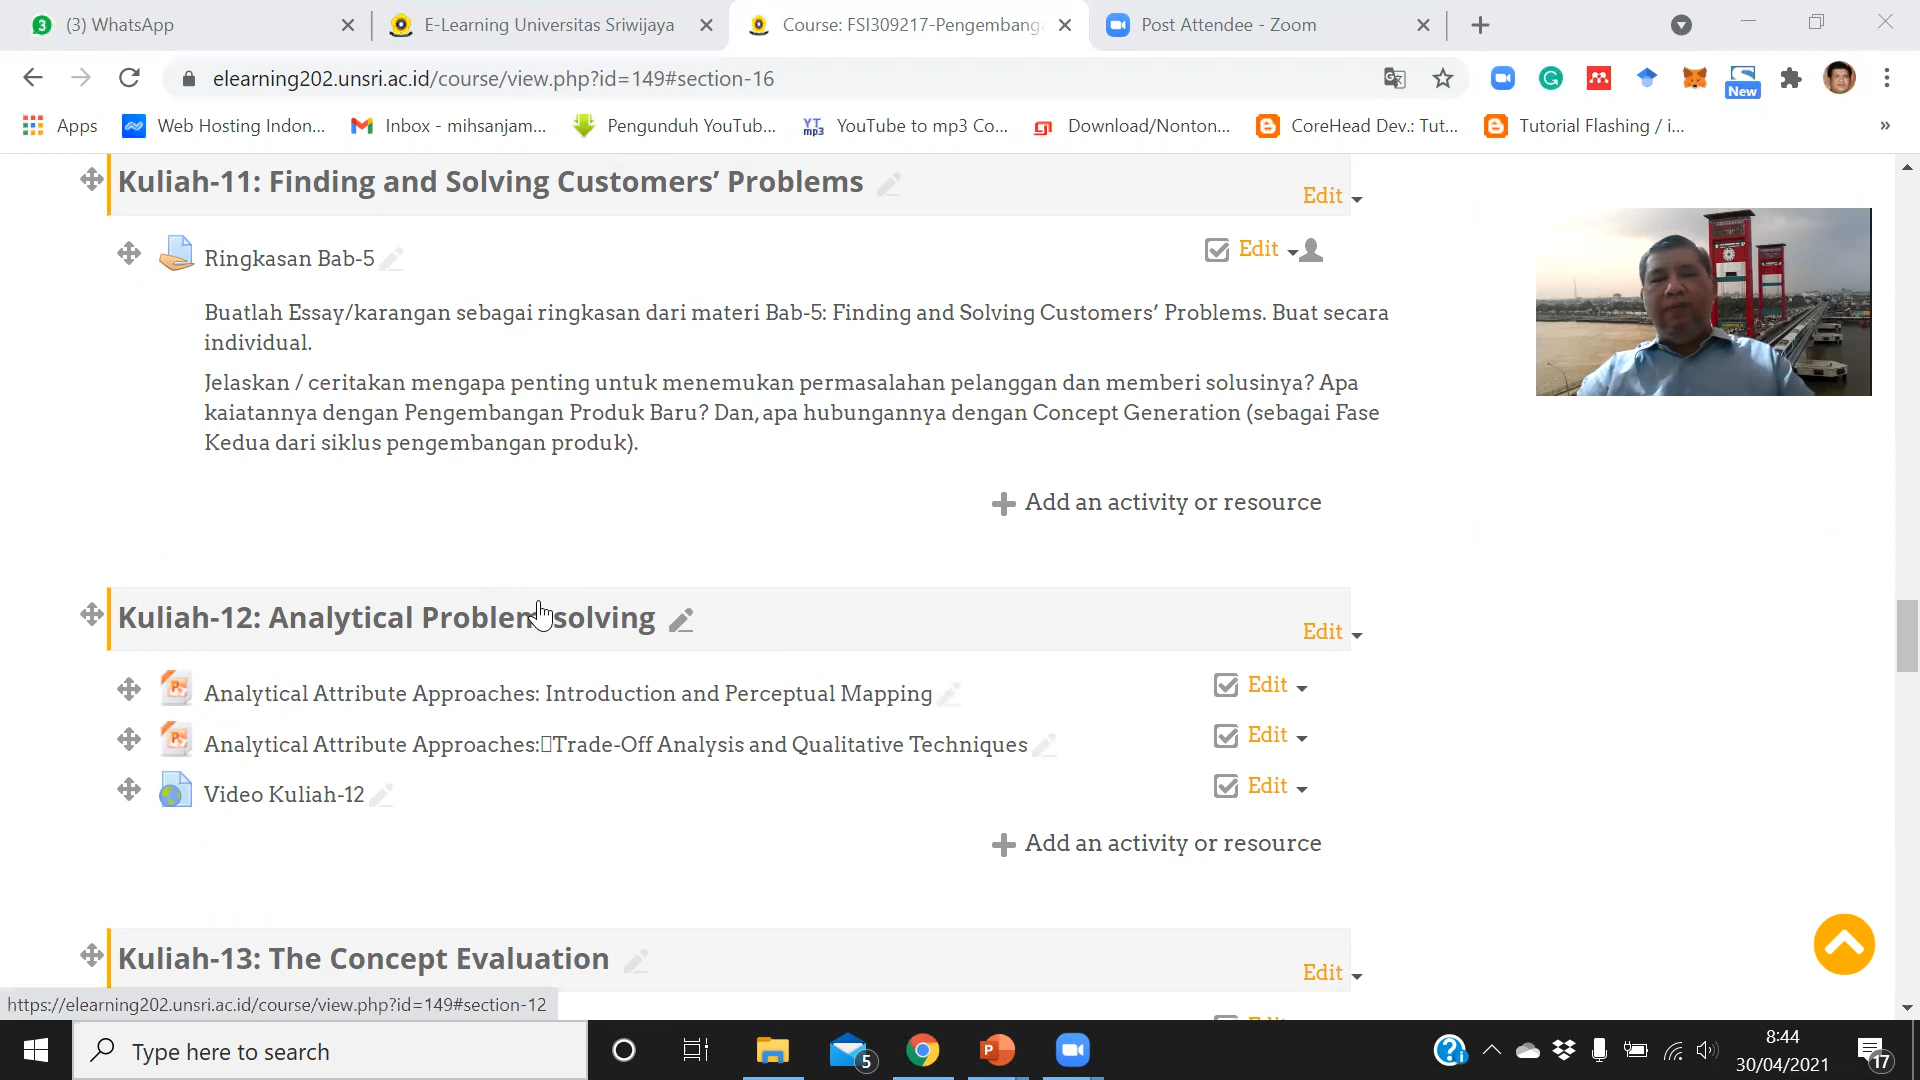 (3) WhatsApp
E-Learning Universitas Sriwijaya
Course: FSI309217-Pengembanga
Post Attendee - Zoom
elearning202.unsri.ac.id/course/view.php?id=149#section-16
New
Apps
Web Hosting Indon...
Inbox - mihsanjam...
Pengunduh YouTub...
YT mp3
YouTube to mp3 Co...
Download/Nonton...
CoreHead Dev.: Tut...
Tutorial Flashing / i...
»
Kuliah-11: Finding and Solving Customers’ Problems
Edit
Ringkasan Bab-5
Edit
Buatlah Essay/karangan sebagai ringkasan dari materi Bab-5: Finding and Solving Customers’ Problems. Buat secara
individual.
Jelaskan / ceritakan mengapa penting untuk menemukan permasalahan pelanggan dan memberi solusinya? Apa
kaiatannya dengan Pengembangan Produk Baru? Dan, apa hubungannya dengan Concept Generation (sebagai Fase
Kedua dari siklus pengembangan produk).
Add an activity or resource
Kuliah-12: Analytical Problem solving
Edit
Analytical Attribute Approaches: Introduction and Perceptual Mapping
Edit
Analytical Attribute Approaches:Trade-Off Analysis and Qualitative Techniques
Edit
Video Kuliah-12
Edit
Add an activity or resource
Kuliah-13: The Concept Evaluation
Edit
https://elearning202.unsri.ac.id/course/view.php?id=149#section-12
Type here to search
5
8:44
30/04/2021
17